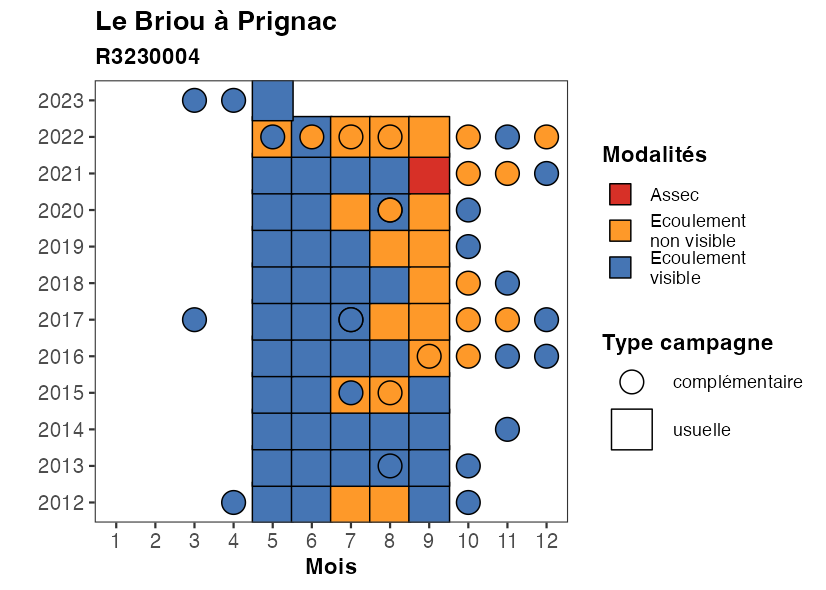 Le Briou à Prignac
R3230004
2023
2022
2021
2020
2019
2018
2017
2016
2015
2014
2013
2012
1 2 3 4 5 6 7 8 9 10 11 12
Mois
Modalités
Assec
Ecoulement
non visible
Ecoulement
visible
Type campagne
complémentaire
usuelle